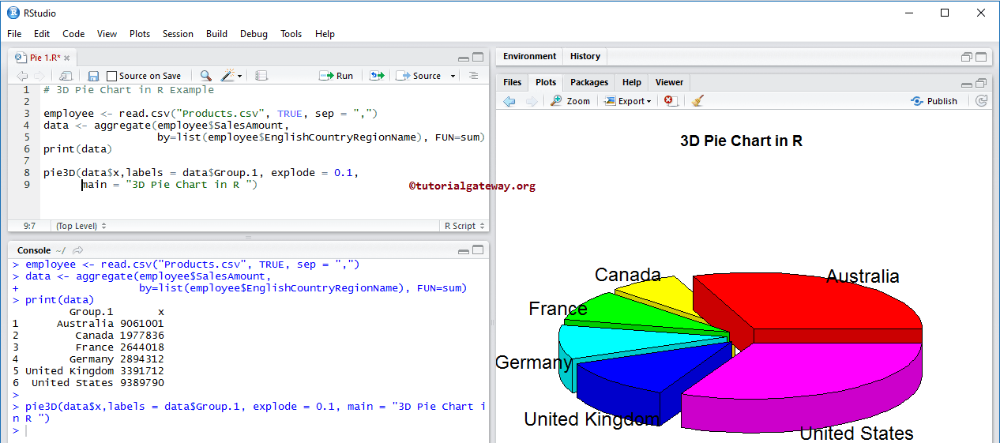 RStudio
File Edit Code View Plots Session Build Debug Tools Help
Pie 1.R*
Source on Save Run Source
1 # 3D Pie Chart in R Example
2
3 employee <- read.csv("Products.csv", TRUE, sep = ",")
4 data <- aggregate(employee$SalesAmount,
5 by=list(employee$EnglishCountryRegionName), FUN=sum)
6 print(data)
7
8 pie3D(data$x,labels = data$Group.1, explode = 0.1,
9 main = "3D Pie Chart in R ")
9:7 (Top Level) R Script
Console ~/
> employee <- read.csv("Products.csv", TRUE, sep = ",")
> data <- aggregate(employee$SalesAmount,
+ by=list(employee$EnglishCountryRegionName), FUN=sum)
> print(data)
Group.1 x
1 Australia 9061001
2 Canada 1977836
3 France 2644018
4 Germany 2894312
5 United Kingdom 3391712
6 United States 9389790
>
> pie3D(data$x,labels = data$Group.1, explode = 0.1, main = "3D Pie Chart i
n R ")
>
Environment History
Files Plots Packages Help Viewer
Zoom Export Publish
3D Pie Chart in R
©tutorialgateway.org
Canada
Australia
France
Germany
United Kingdom
United States